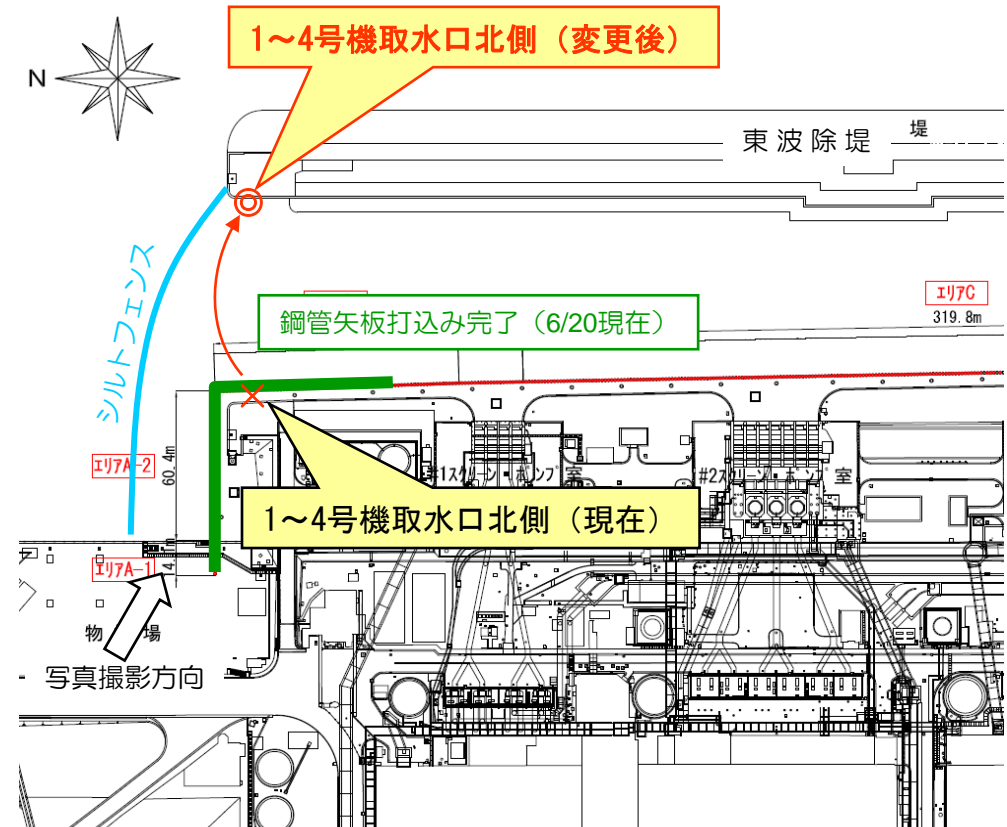 1～4号機取水口北側（変更後）
N
東波除堤
堤
シルトフェンス
エリアC
319.8m
鋼管矢板打込み完了（6/20現在）
エリアA-2
60.4m
#1スクリーン・ポンプ室
#2スクリーン・ポンプ室
1～4号機取水口北側（現在）
エリアA-1
物
場
写真撮影方向